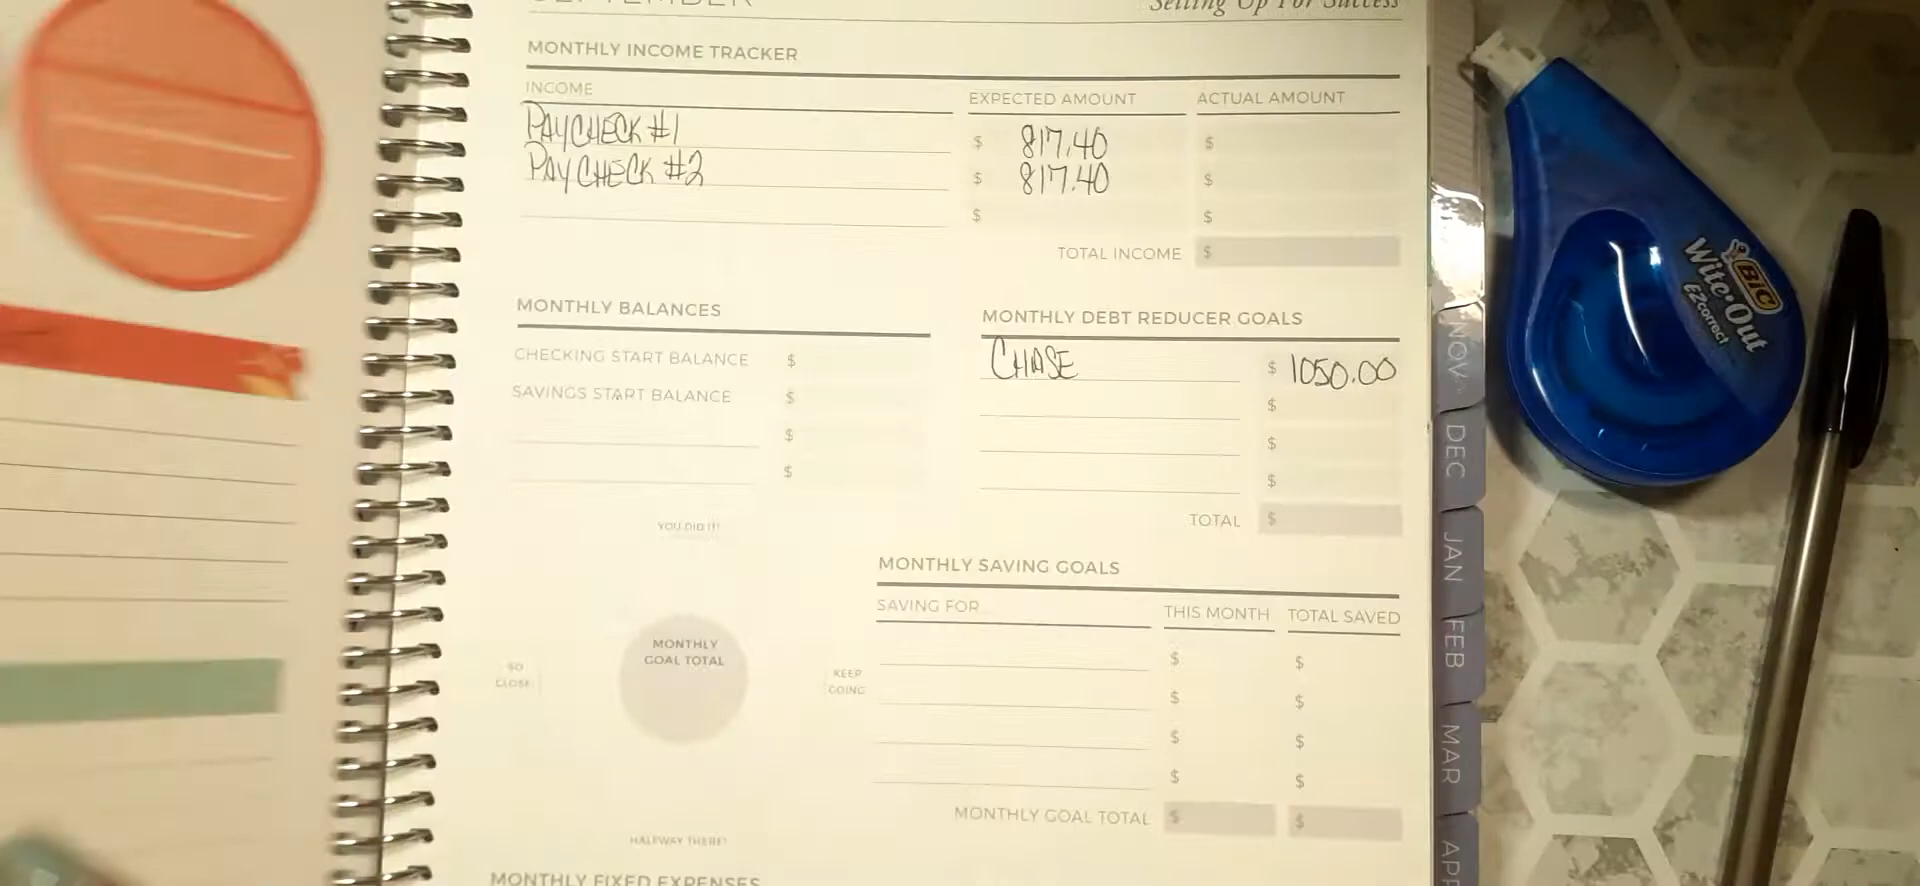 SEPTEMBER
Setting Up For Success
MONTHLY INCOME TRACKER
INCOME EXPECTED AMOUNT ACTUAL AMOUNT
PAYCHECK #1 $ 817.40 $
PAYCHECK #2 $ 817.40 $
$ $
TOTAL INCOME $
MONTHLY BALANCES
CHECKING START BALANCE $
SAVINGS START BALANCE $
$
$
MONTHLY DEBT REDUCER GOALS
CHASE $ 1050.00
$
$
$
TOTAL $
YOU DID IT!
MONTHLY
GOAL TOTAL
SO
CLOSE
KEEP
GOING
HALFWAY THERE!
MONTHLY SAVING GOALS
SAVING FOR THIS MONTH TOTAL SAVED
$ $
$ $
$ $
$ $
MONTHLY GOAL TOTAL $ $
MONTHLY FIXED EXPENSES
NOV
DEC
JAN
FEB
MAR
APR
BIC
Wite-Out
EZcorrect